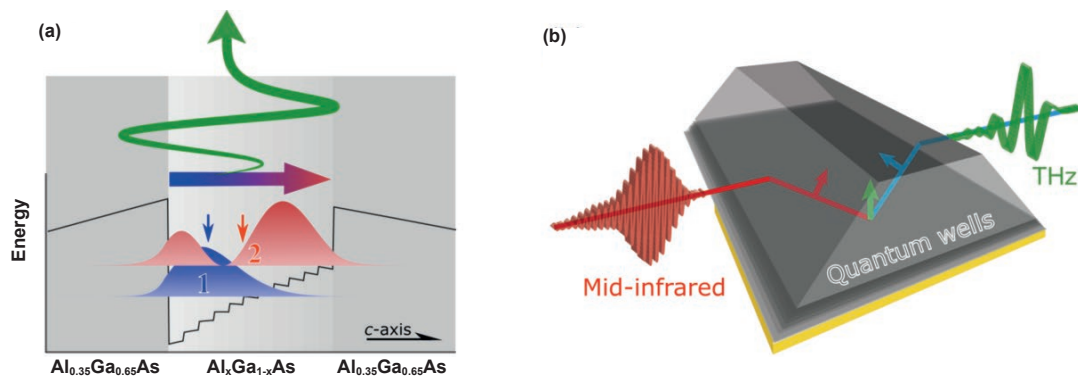 (a)
(b)
Energy
1
2
c-axis
Al0.35Ga0.65As
AlxGa1-xAs
Al0.35Ga0.65As
Mid-infrared
Quantum wells
THz